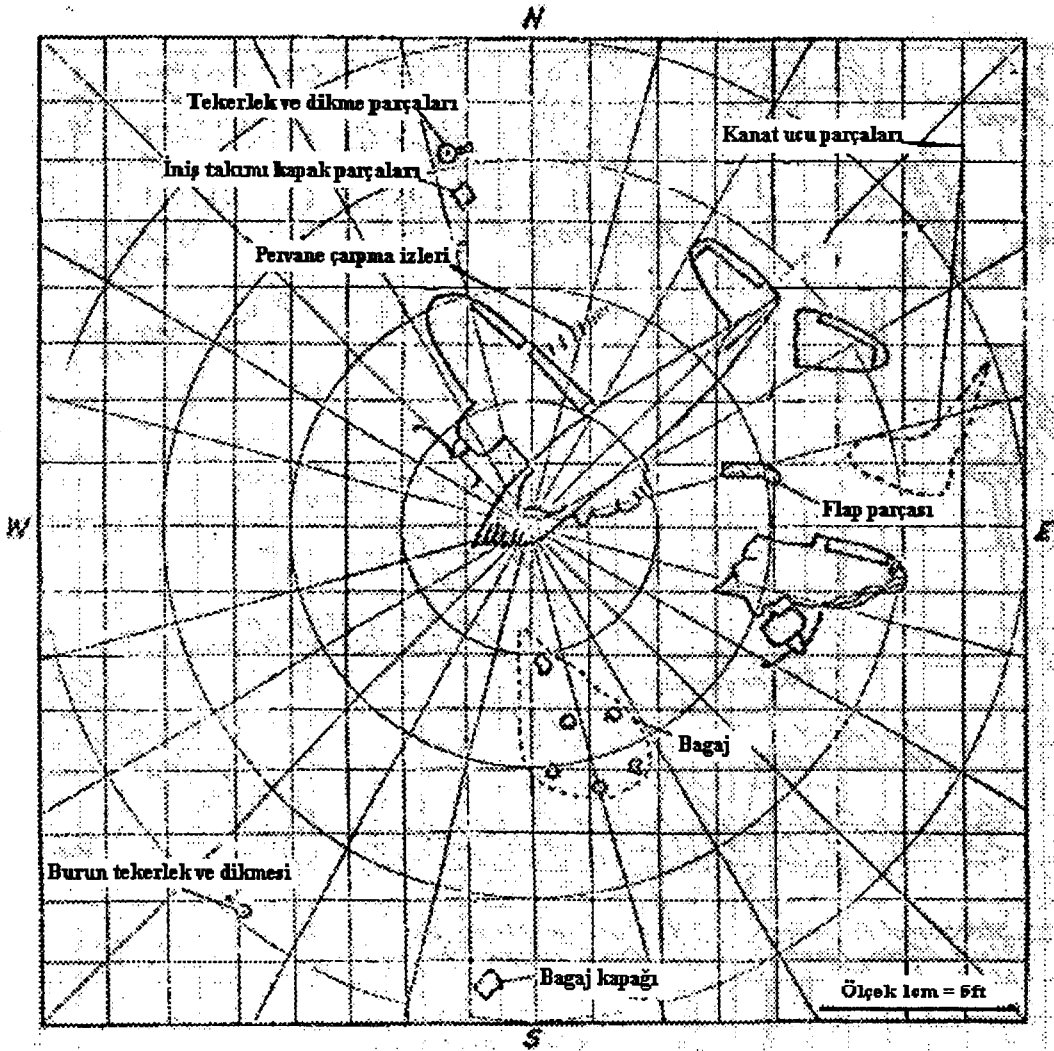 N
Tekerlek ve dikme parçaları
Kanat ucu parçaları
İniş takımı kapak parçaları
Pervane çarpma izleri
Flap parçası
W
E
Bagaj
Burun tekerlek ve dikmesi
Bagaj kapağı
Ölçek 1cm = 5ft
S